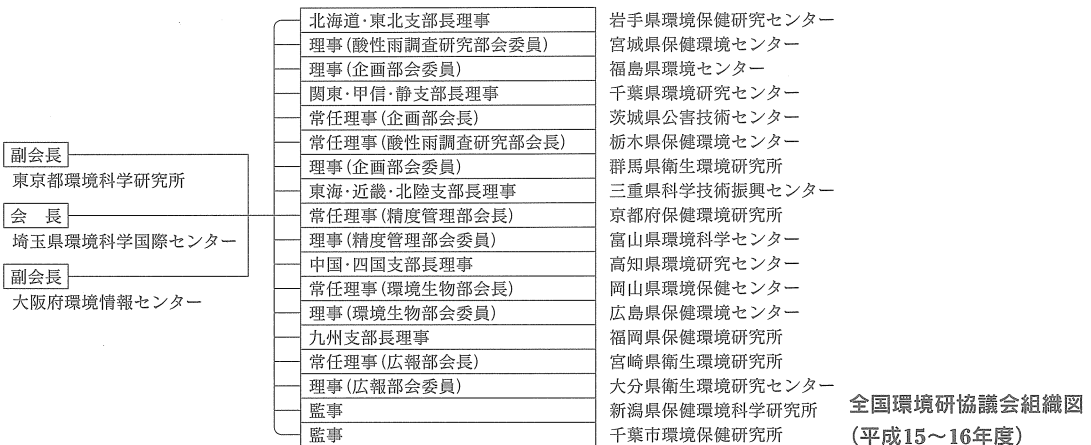 副会長
東京都環境科学研究所
会　長
埼玉県環境科学国際センター
副会長
大阪府環境情報センター
北海道・東北支部長理事　岩手県環境保健研究センター
理事（酸性雨調査研究部会委員）　宮城県保健環境センター
理事（企画部会委員）　福島県環境センター
関東・甲信・静支部長理事　千葉県環境研究センター
常任理事（企画部会長）　茨城県公害技術センター
常任理事（酸性雨調査研究部会長）　栃木県保健環境センター
理事（企画部会委員）　群馬県衛生環境研究所
東海・近畿・北陸支部長理事　三重県科学技術振興センター
常任理事（精度管理部会長）　京都府保健環境研究所
理事（精度管理部会委員）　富山県環境科学センター
中国・四国支部長理事　高知県環境研究センター
常任理事（環境生物部会長）　岡山県環境保健センター
理事（環境生物部会委員）　広島県保健環境センター
九州支部長理事　福岡県保健環境研究所
常任理事（広報部会長）　宮崎県衛生環境研究所
理事（広報部会委員）　大分県衛生環境研究センター
監事　新潟県保健環境科学研究所
監事　千葉市環境保健研究所
全国環境研協議会組織図
（平成15～16年度）